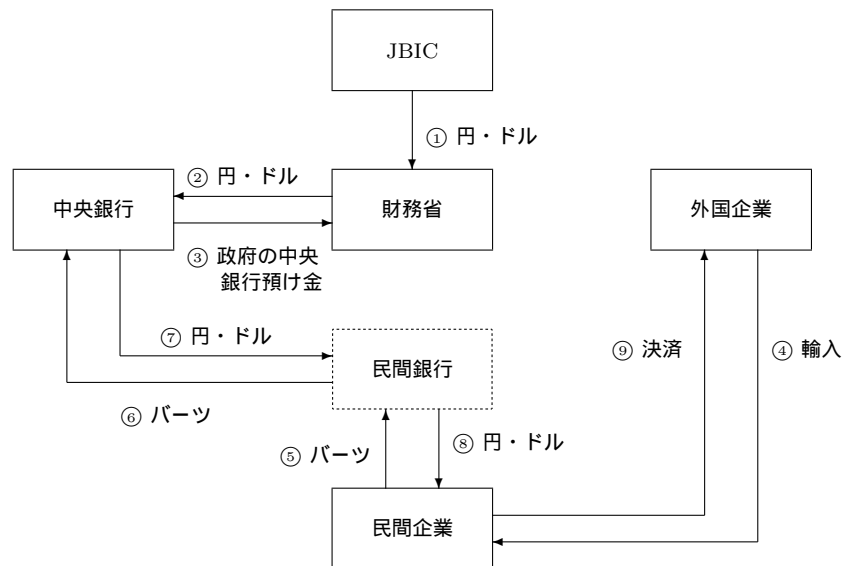 JBIC
① 円・ドル
② 円・ドル
中央銀行
財務省
外国企業
③ 政府の中央
銀行預け金
⑦ 円・ドル
⑨ 決済
④ 輸入
民間銀行
⑥ バーツ
⑤ バーツ
⑧ 円・ドル
民間企業